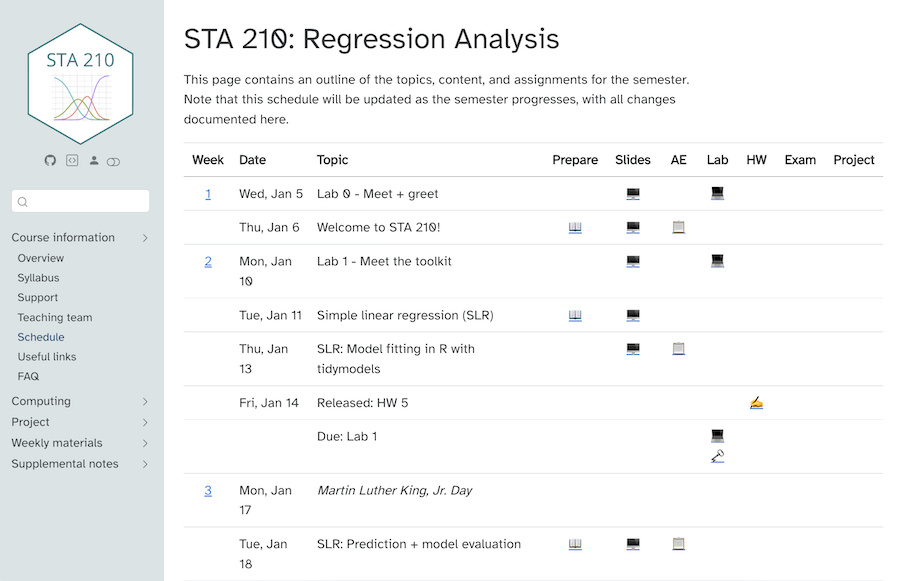 STA 210
Course information
Overview
Syllabus
Support
Teaching team
Schedule
Useful links
FAQ
Computing
Project
Weekly materials
Supplemental notes
STA 210: Regression Analysis
This page contains an outline of the topics, content, and assignments for the semester.
Note that this schedule will be updated as the semester progresses, with all changes
documented here.
Week Date Topic Prepare Slides AE Lab HW Exam Project
1 Wed, Jan 5 Lab 0 - Meet + greet
Thu, Jan 6 Welcome to STA 210!
2 Mon, Jan 10 Lab 1 - Meet the toolkit
Tue, Jan 11 Simple linear regression (SLR)
Thu, Jan 13 SLR: Model fitting in R with
tidymodels
Fri, Jan 14 Released: HW 5
Due: Lab 1
3 Mon, Jan 17 Martin Luther King, Jr. Day
Tue, Jan 18 SLR: Prediction + model evaluation